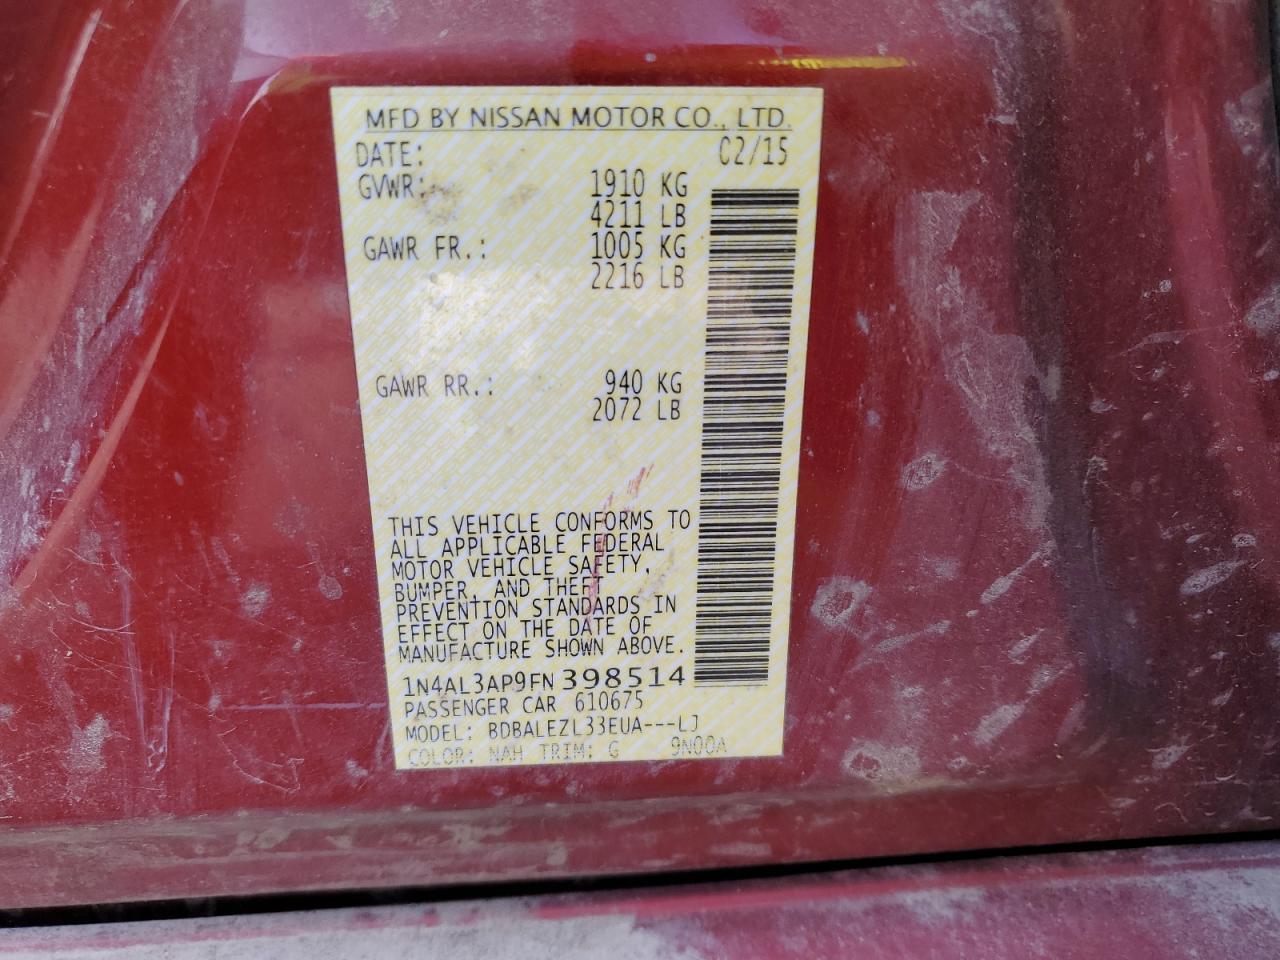 MFD BY NISSAN MOTOR CO., LTD.
DATE: 02/15
GVWR: 1910 KG
4211 LB
GAWR FR.: 1005 KG
2216 LB
GAWR RR.: 940 KG
2072 LB
THIS VEHICLE CONFORMS TO
ALL APPLICABLE FEDERAL
MOTOR VEHICLE SAFETY,
BUMPER, AND THEFT
PREVENTION STANDARDS IN
EFFECT ON THE DATE OF
MANUFACTURE SHOWN ABOVE.
1N4AL3AP9FN398514
PASSENGER CAR 610675
MODEL: BDBALEZL33EUA---LJ
COLOR: NAH TRIM: G 9N00A